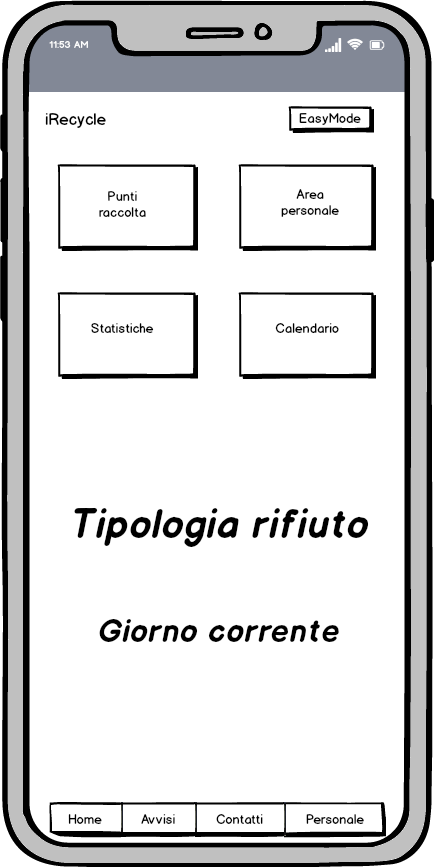 11:53 AM
iRecycle
EasyMode
Punti
raccolta
Area
personale
Statistiche
Calendario
Tipologia rifiuto
Giorno corrente
Home
Avvisi
Contatti
Personale